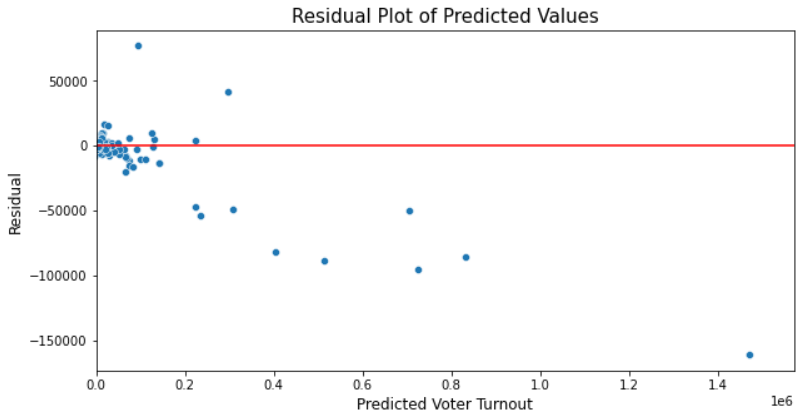 Residual Plot of Predicted Values
50000
0
−50000
−100000
−150000
Residual
0.0 0.2 0.4 0.6 0.8 1.0 1.2 1.4
1e6
Predicted Voter Turnout